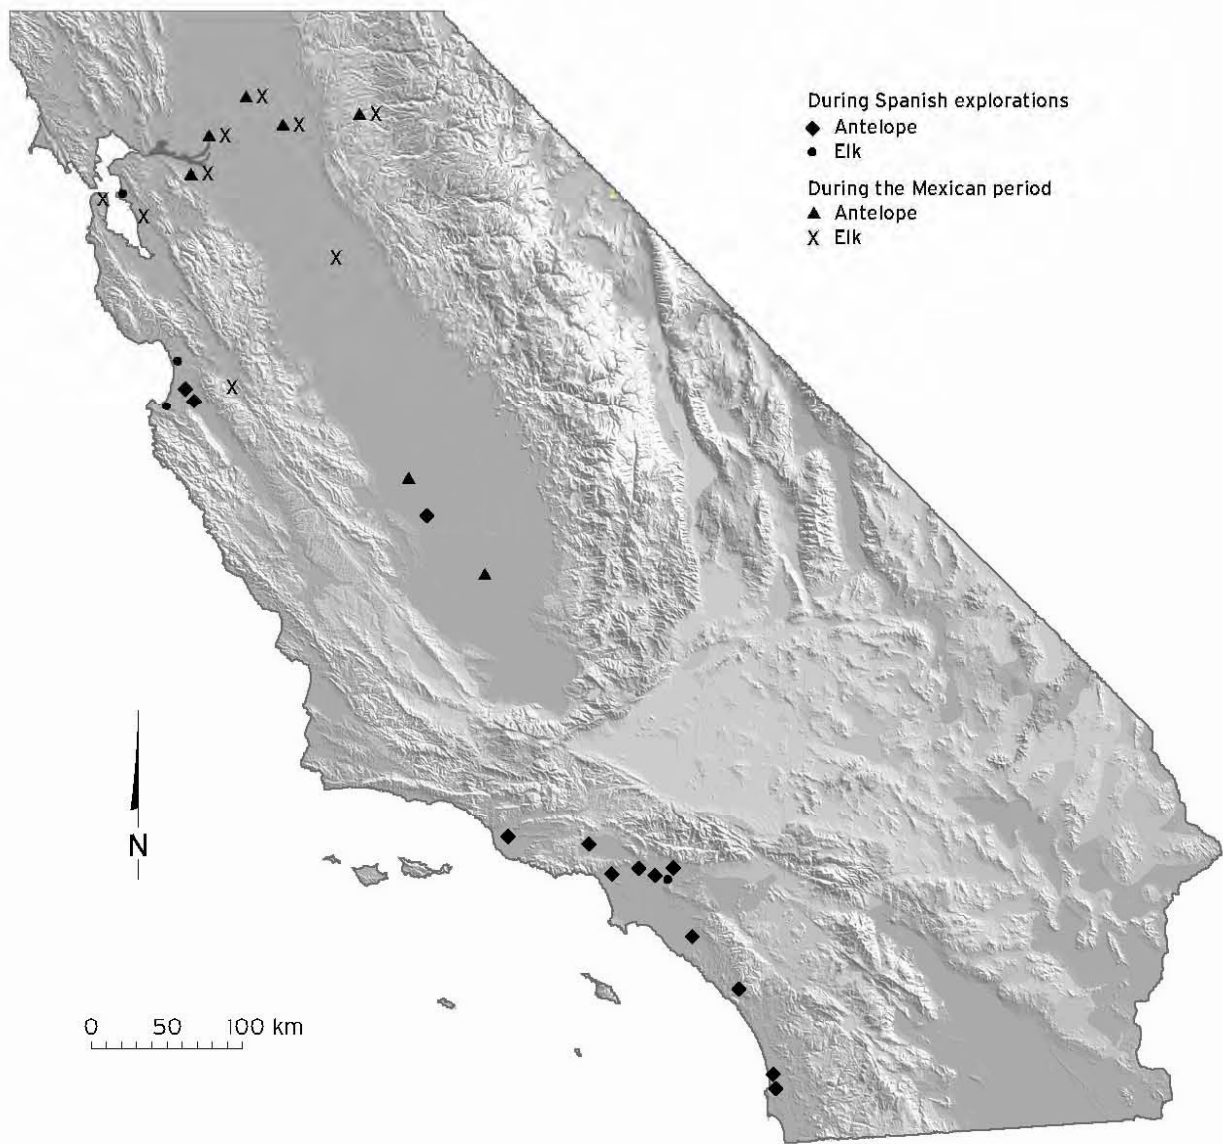 During Spanish explorations
Antelope
Elk
During the Mexican period
Antelope
X Elk
X
X
X
X
X
X
X
X
X
N
0 50 100 km